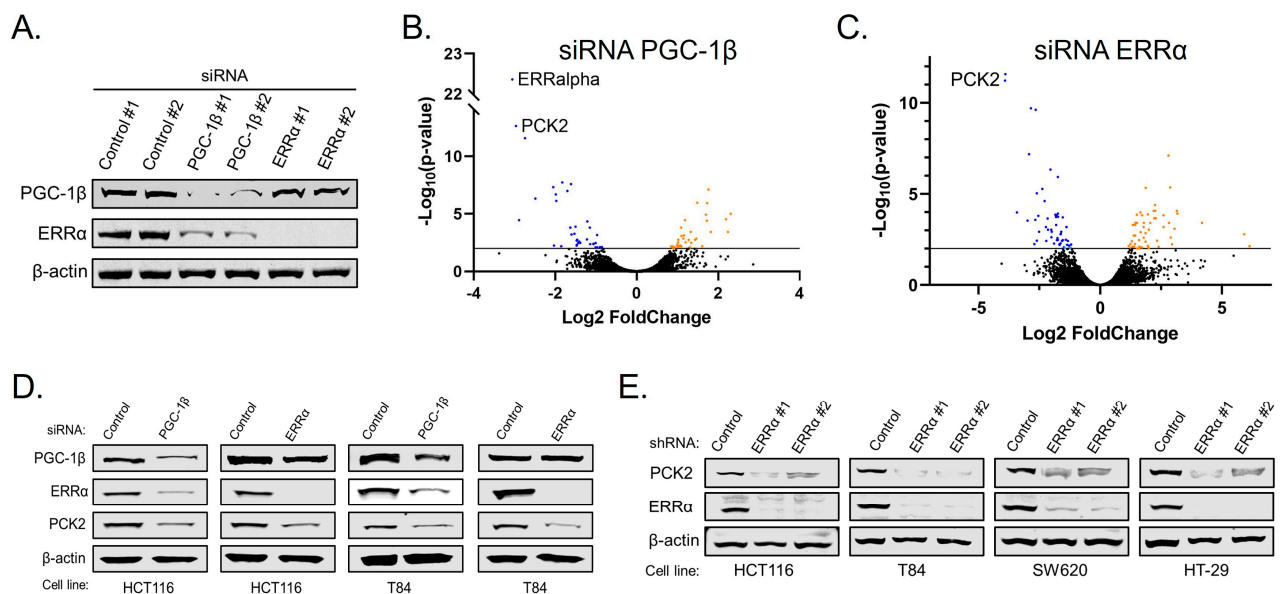 A.
siRNA
Control #1
Control #2
PGC-1β #1
PGC-1β #2
ERRα #1
ERRα #2
PGC-1β
ERRα
β-actin
B.
siRNA PGC-1β
23
22
10
5
0
-Log10(p-value)
ERRalpha
PCK2
-4
-2
0
2
4
Log2 FoldChange
C.
siRNA ERRα
10
5
0
-Log10(p-value)
PCK2
-5
0
5
Log2 FoldChange
D.
siRNA:
Control
PGC-1β
Control
ERRα
Control
PGC-1β
Control
ERRα
PGC-1β
ERRα
PCK2
β-actin
Cell line:
HCT116
HCT116
T84
T84
E.
shRNA:
Control
ERRα #1
ERRα #2
Control
ERRα #1
ERRα #2
Control
ERRα #1
ERRα #2
Control
ERRα #1
ERRα #2
PCK2
ERRα
β-actin
Cell line:
HCT116
T84
SW620
HT-29